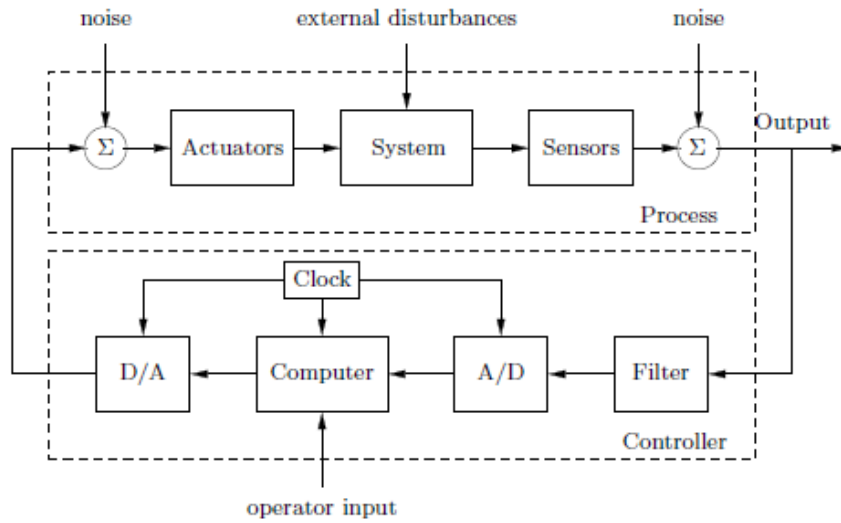 noise
external disturbances
noise
Σ
Actuators
System
Sensors
Σ
Output
Process
Clock
D/A
Computer
A/D
Filter
Controller
operator input